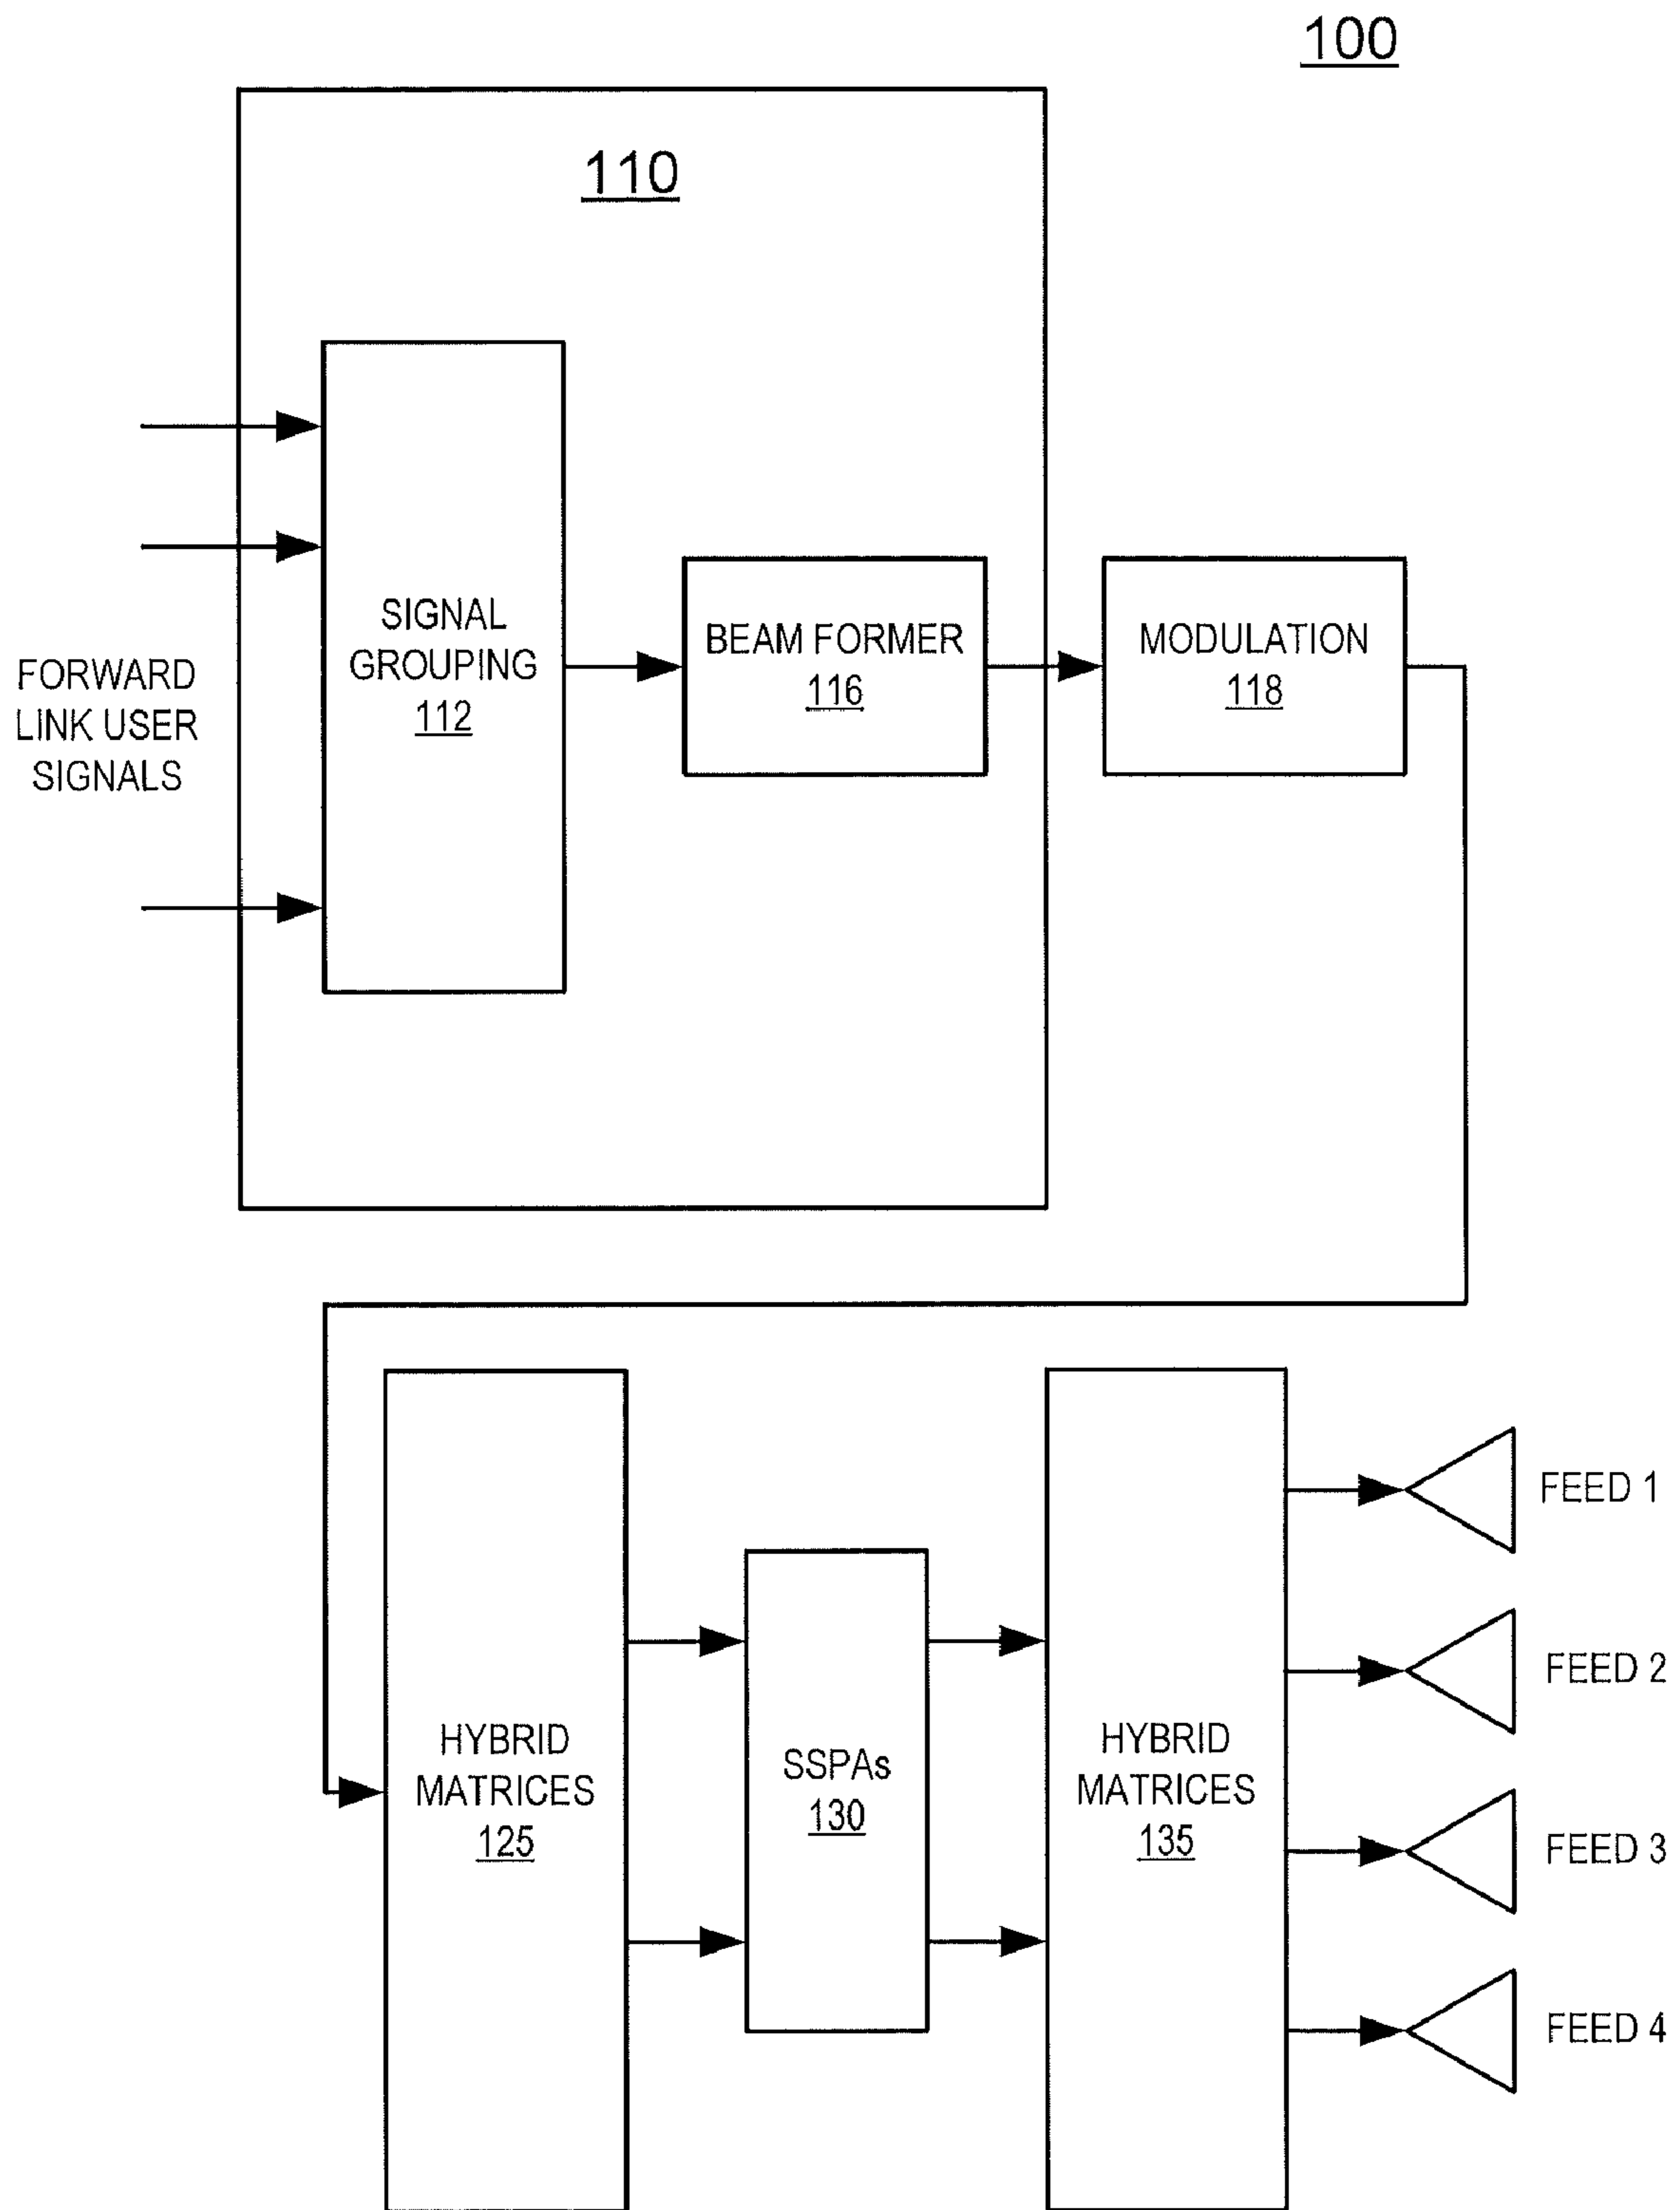 100
110
SIGNAL
GROUPING
112
BEAM FORMER
116
MODULATION
118
FORWARD
LINK USER
SIGNALS
HYBRID
MATRICES
125
SSPAs
130
HYBRID
MATRICES
135
FEED 1
FEED 2
FEED 3
FEED 4